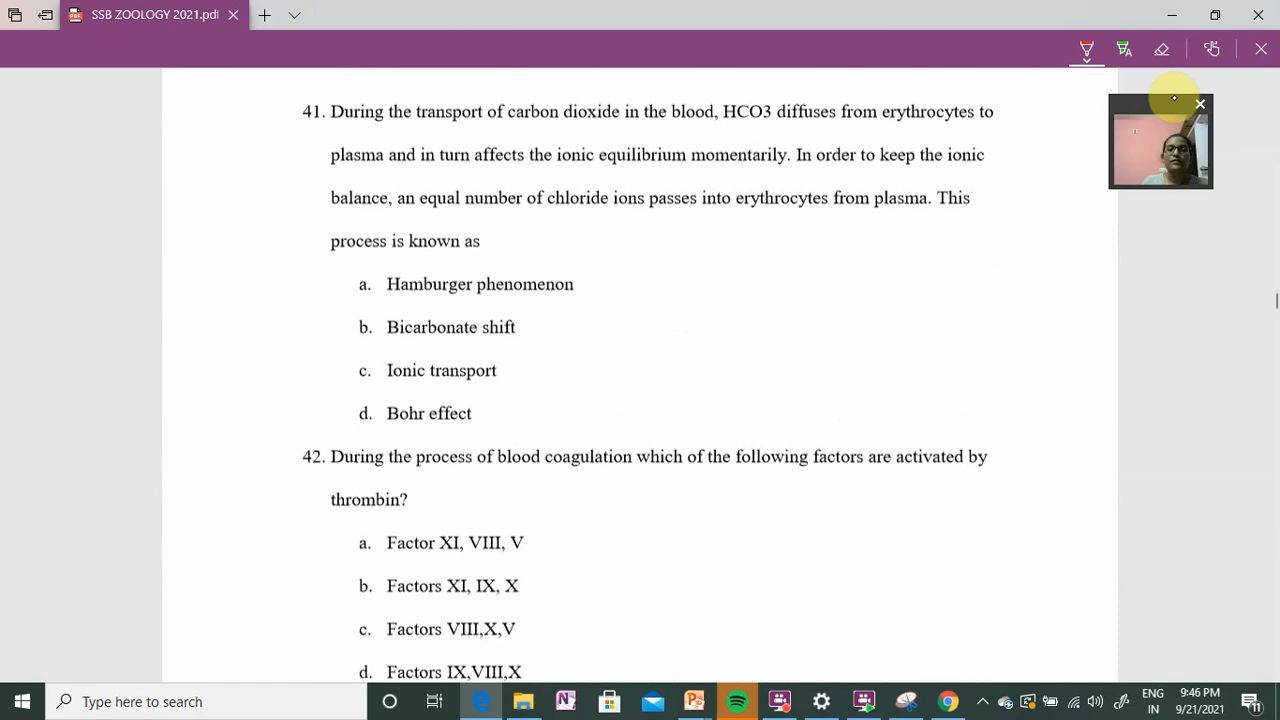 SSB ZOOLOGY 2021.pdf
41. During the transport of carbon dioxide in the blood, HCO3 diffuses from erythrocytes to
plasma and in turn affects the ionic equilibrium momentarily. In order to keep the ionic
balance, an equal number of chloride ions passes into erythrocytes from plasma. This
process is known as
a. Hamburger phenomenon
b. Bicarbonate shift
c. Ionic transport
d. Bohr effect
42. During the process of blood coagulation which of the following factors are activated by
thrombin?
a. Factor XI, VIII, V
b. Factors XI, IX, X
c. Factors VIII,X,V
d. Factors IX,VIII,X
Type here to search
ENG
IN
9:46 PM
9/21/2021